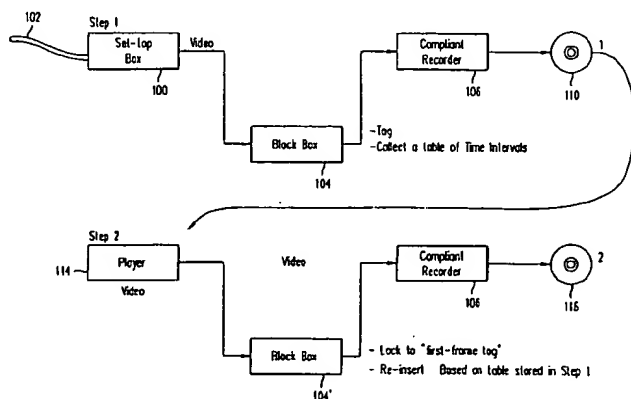 102
Step 1
Set-top
Box
100
Video
Compliant
Recorder
106
1
110
Block Box
104
-Tag
-Collect a table of Time Intervals
Step 2
114
Player
Video
Video
Compliant
Recorder
106
2
116
Block Box
104'
- Lock to "first-frame tag"
- Re-insert Based on table stored in Step 1